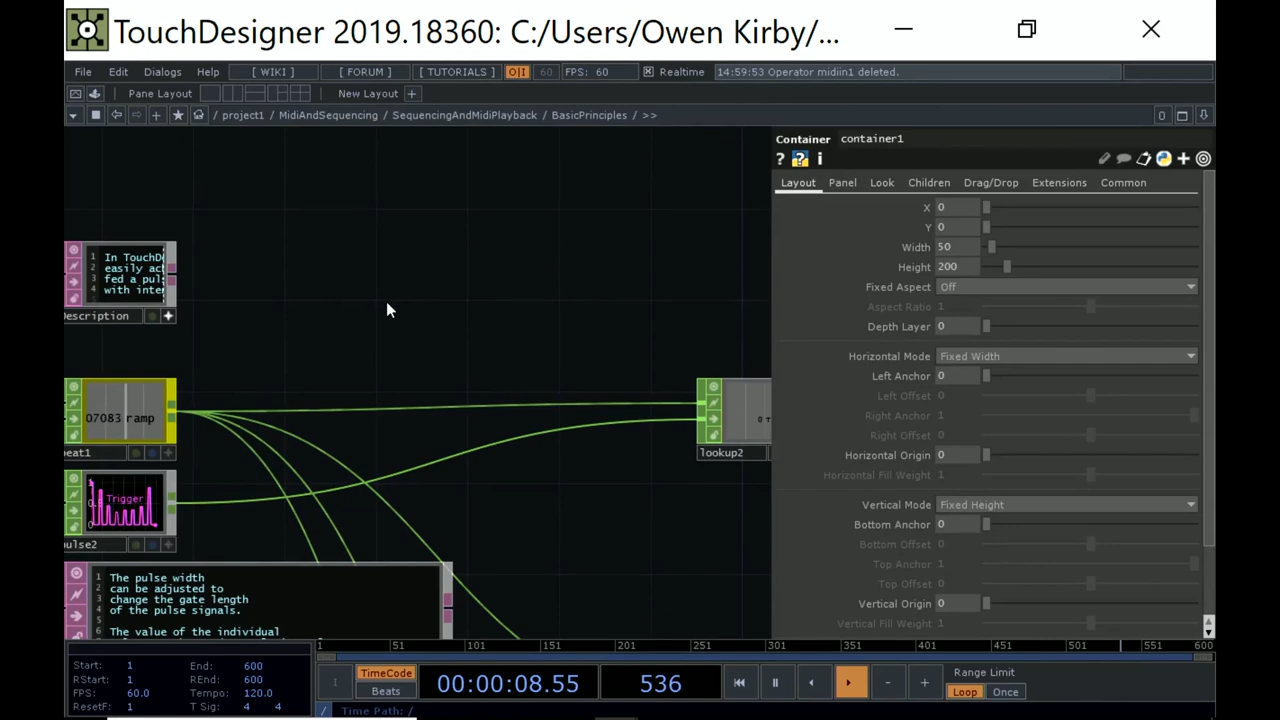 TouchDesigner 2019.18360: C:/Users/Owen Kirby/...
File Edit Dialogs Help [ WIKI ] [ FORUM ] [ TUTORIALS ] O|I 60 FPS: 60 Realtime 14:59:53 Operator midiin1 deleted.
Pane Layout New Layout +
/ project1 / MidiAndSequencing / SequencingAndMidiPlayback / BasicPrinciples / >> 0
Container container1
? ? i
Layout Panel Look Children Drag/Drop Extensions Common
X 0
Y 0
Width 50
Height 200
Fixed Aspect Off
Aspect Ratio 1
Depth Layer 0
Horizontal Mode Fixed Width
Left Anchor 0
Left Offset 0
Right Anchor 1
Right Offset 0
Horizontal Origin 0
Horizontal Fill Weight 1
Vertical Mode Fixed Height
Bottom Anchor 0
Bottom Offset 0
Top Anchor 1
Top Offset 0
Vertical Origin 0
Vertical Fill Weight 1
1 In TouchD
2 easily ac
3 fed a pul
4 with inter
Description
07083 ramp
beat1
Trigger
pulse2
lookup2
1 The pulse width
2 can be adjusted to
3 change the gate length
4 of the pulse signals.
5
6 The value of the individual
1 51 101 151 201 251 301 351 401 451 501 551 600
Start: 1 End: 600
RStart: 1 REnd: 600
FPS: 60.0 Tempo: 120.0
ResetF: 1 T Sig: 4 4
TimeCode
Beats
00:00:08.55 536
Range Limit
Loop Once
/ Time Path: /